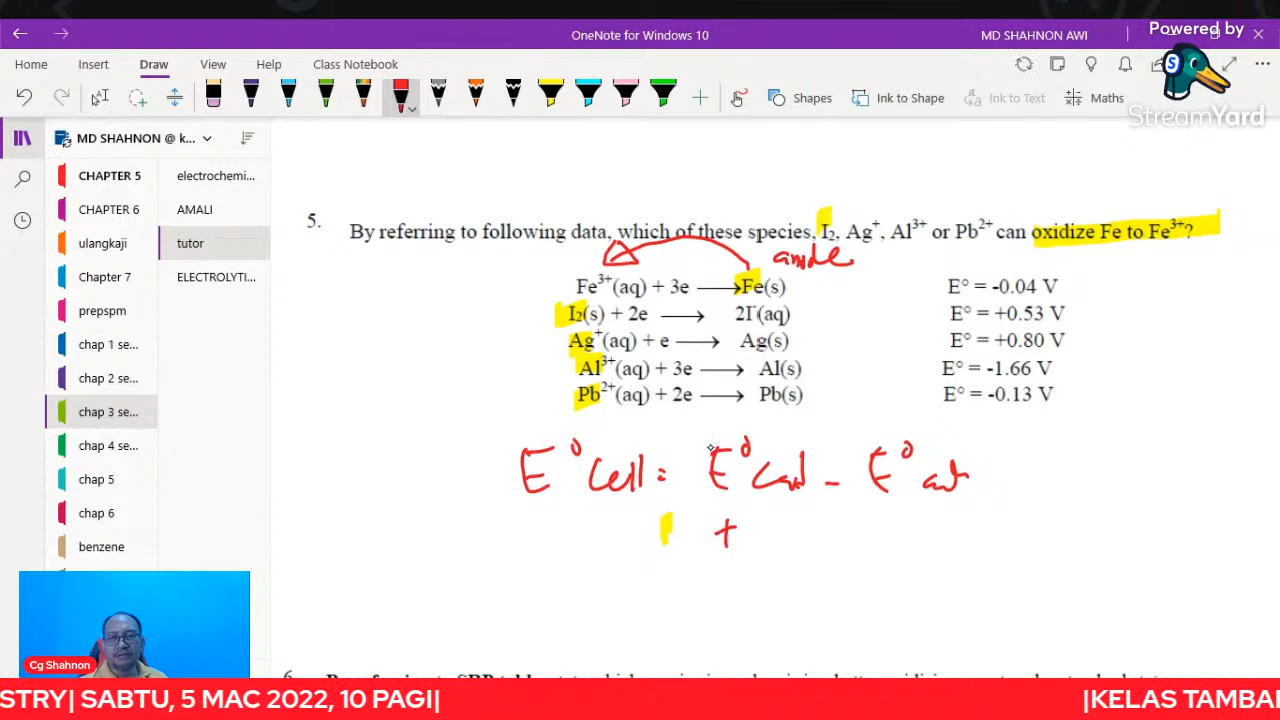 OneNote for Windows 10
MD SHAHNON AWI
Powered by
StreamYard
Home Insert Draw View Help Class Notebook
Shapes Ink to Shape Ink to Text Maths
MD SHAHNON @ k...
CHAPTER 5
CHAPTER 6
ulangkaji
Chapter 7
prepspm
chap 1 se...
chap 2 se...
chap 3 se...
chap 4 se...
chap 5
chap 6
benzene
electrochemi...
AMALI
tutor
ELECTROLYTI...
5. By referring to following data, which of these species, I₂, Ag⁺, Al³⁺ or Pb²⁺ can oxidize Fe to Fe³⁺?
anode
Fe³⁺(aq) + 3e ⟶ Fe(s) E° = -0.04 V
I₂(s) + 2e ⟶ 2I⁻(aq) E° = +0.53 V
Ag⁺(aq) + e ⟶ Ag(s) E° = +0.80 V
Al³⁺(aq) + 3e ⟶ Al(s) E° = -1.66 V
Pb²⁺(aq) + 2e ⟶ Pb(s) E° = -0.13 V
E° Cell = E° Cad - E° an
+
Cg Shahnon
STRY| SABTU, 5 MAC 2022, 10 PAGI| |KELAS TAMBA